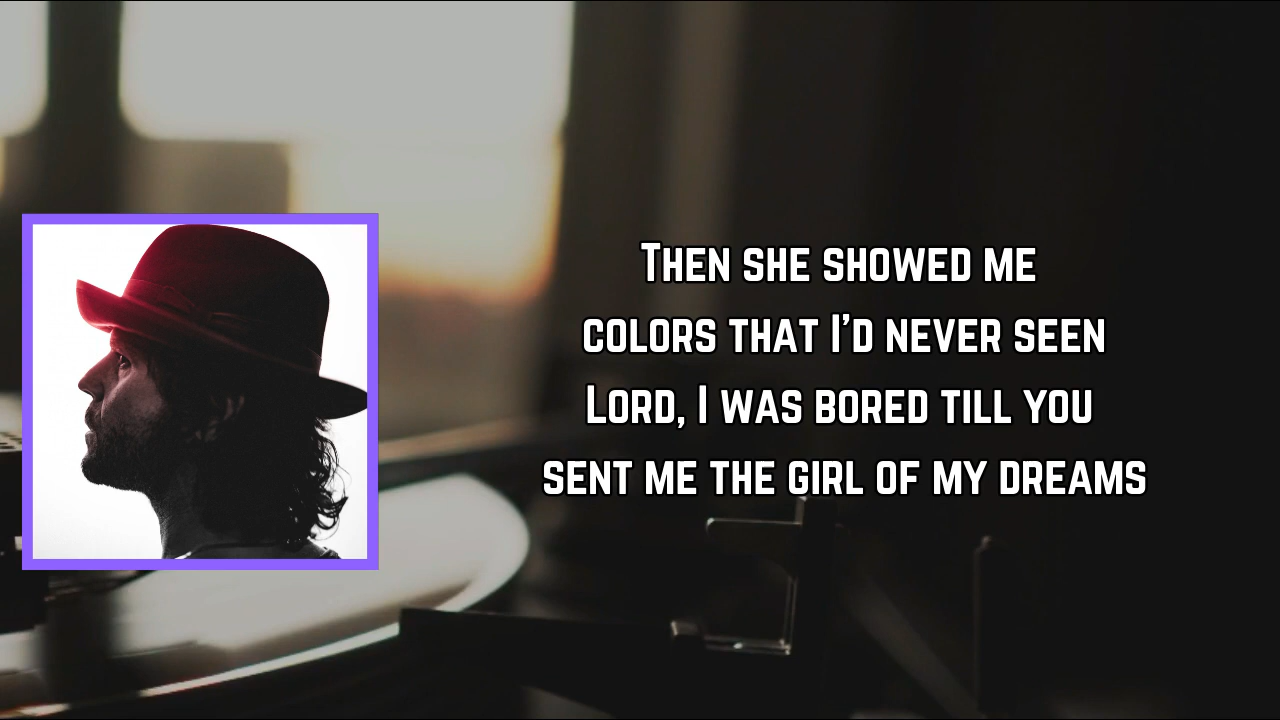 Then she showed me
colors that I'd never seen
Lord, I was bored till you
sent me the girl of my dreams